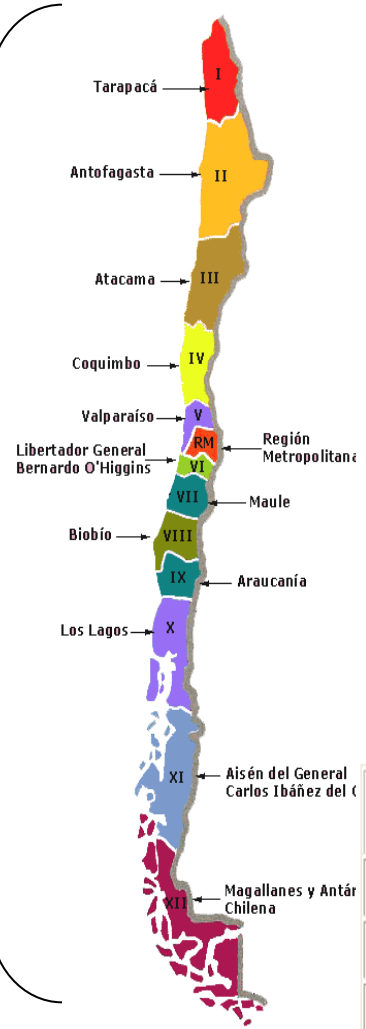 I
Tarapacá
Antofagasta
II
Atacama
III
IV
Coquimbo
Valparaíso
V
RM
Región
Metropolitana
Libertador General
Bernardo O'Higgins
VI
VII
Maule
Biobío
VIII
IX
Araucanía
Los Lagos
X
XI
Aisén del General
Carlos Ibáñez del
XII
Magallanes y Antár
Chilena